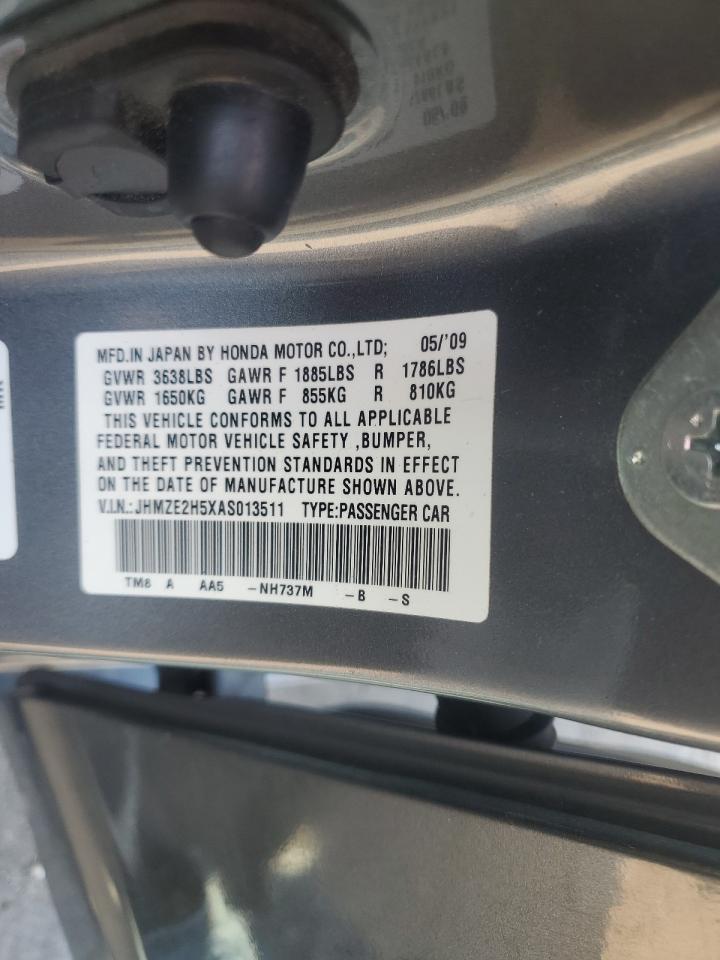 MFD.IN JAPAN BY HONDA MOTOR CO.,LTD; 05/'09
GVWR 3638LBS GAWR F 1885LBS R 1786LBS
GVWR 1650KG GAWR F 855KG R 810KG
THIS VEHICLE CONFORMS TO ALL APPLICABLE
FEDERAL MOTOR VEHICLE SAFETY ,BUMPER,
AND THEFT PREVENTION STANDARDS IN EFFECT
ON THE DATE OF MANUFACTURE SHOWN ABOVE.
V.I.N.:JHMZE2H5XAS013511 TYPE:PASSENGER CAR
TM8 A AA5 -NH737M -B -S